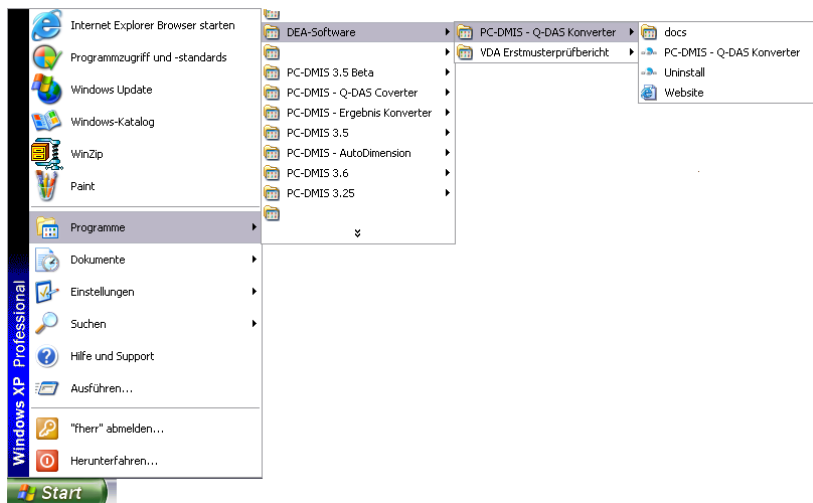 Internet Explorer Browser starten
Programmzugriff und -standards
Windows Update
Windows-Katalog
WinZip
Paint
Programme
Dokumente
Einstellungen
Suchen
Hilfe und Support
Ausführen...
"fherr" abmelden...
Herunterfahren...
Windows XP Professional
Start
DEA-Software
PC-DMIS 3.5 Beta
PC-DMIS - Q-DAS Coverter
PC-DMIS - Ergebnis Konverter
PC-DMIS 3.5
PC-DMIS - AutoDimension
PC-DMIS 3.6
PC-DMIS 3.25
PC-DMIS - Q-DAS Konverter
VDA Erstmusterprüfbericht
docs
PC-DMIS - Q-DAS Konverter
Uninstall
Website